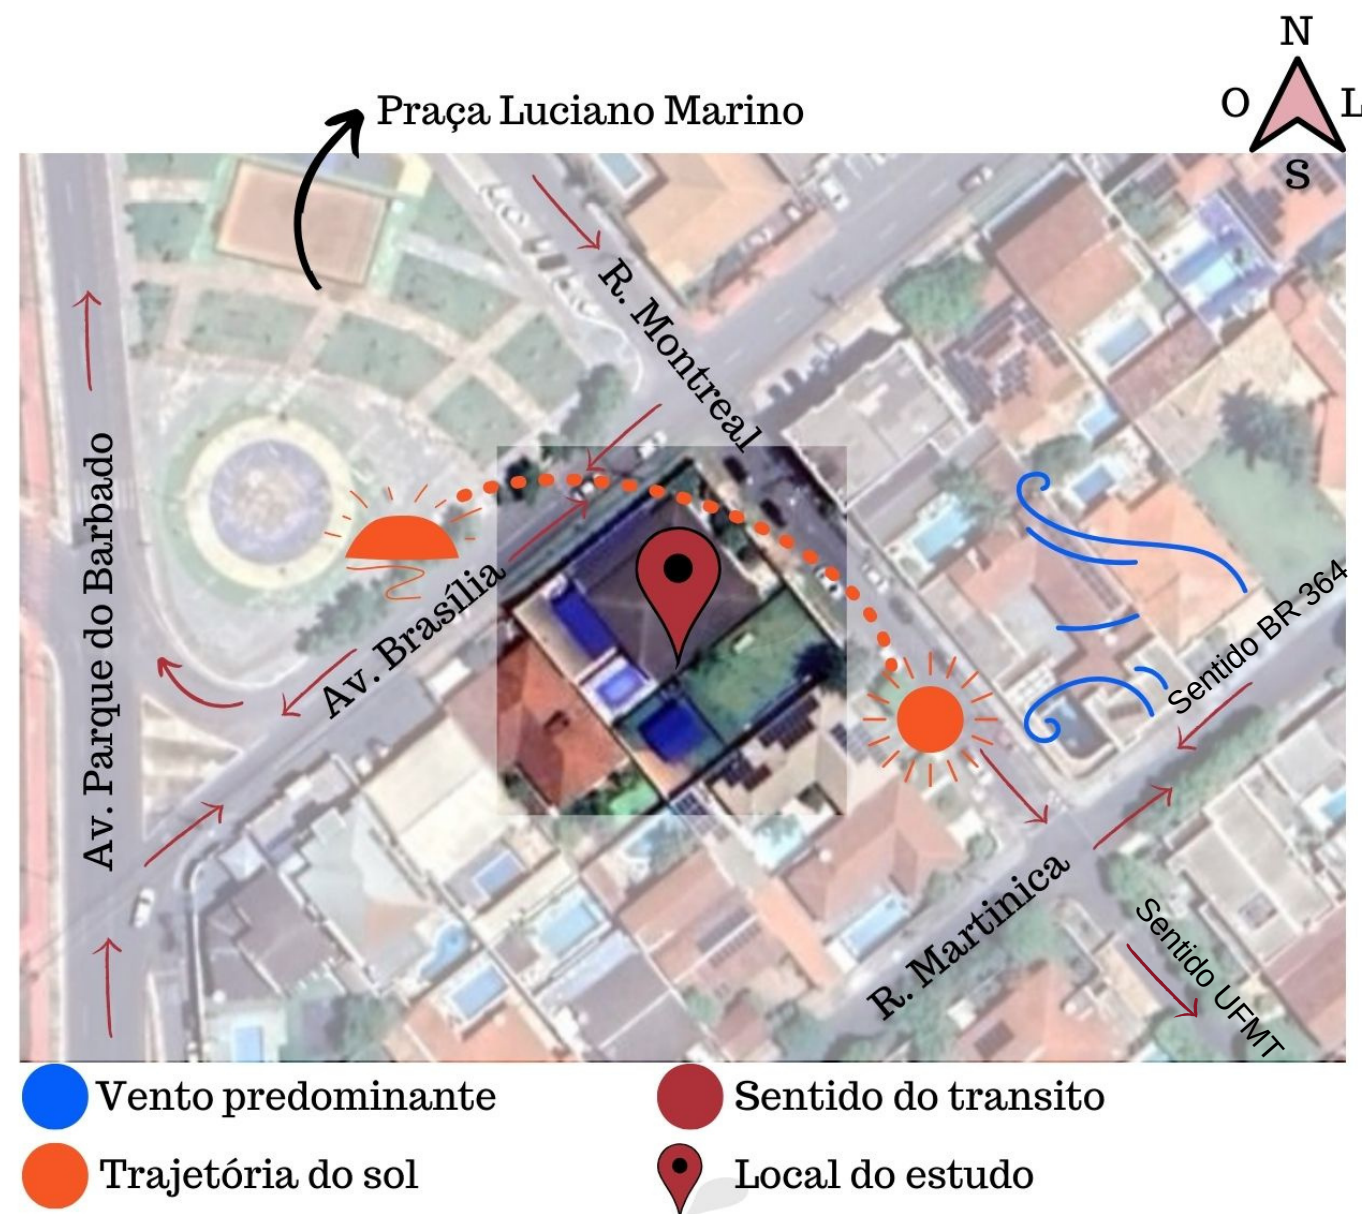 N
O
L
S
Praça Luciano Marino
R. Montreal
Av. Parque do Barbado
Av. Brasília
Sentido BR 364
R. Martinica
Sentido UFMT
Vento predominante
Sentido do transito
Trajetória do sol
Local do estudo